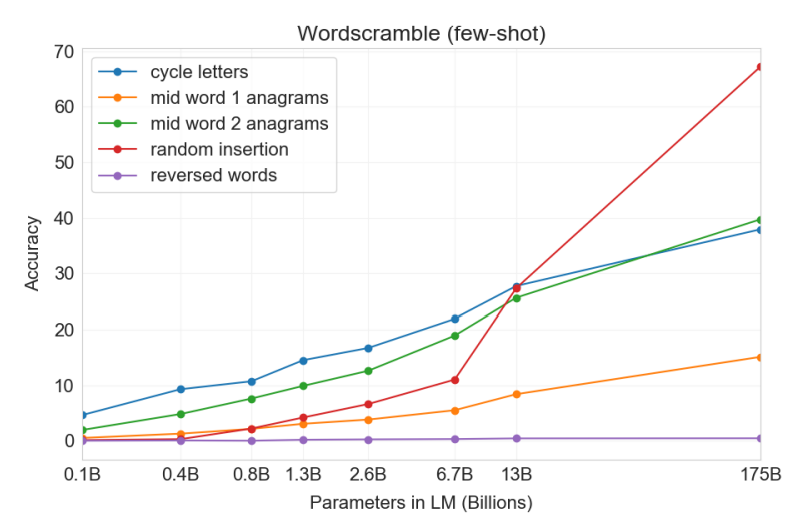 Wordscramble (few-shot)
70
60
50
40
30
20
10
0
Accuracy
cycle letters
mid word 1 anagrams
mid word 2 anagrams
random insertion
reversed words
0.1B 0.4B 0.8B 1.3B 2.6B 6.7B 13B 175B
Parameters in LM (Billions)